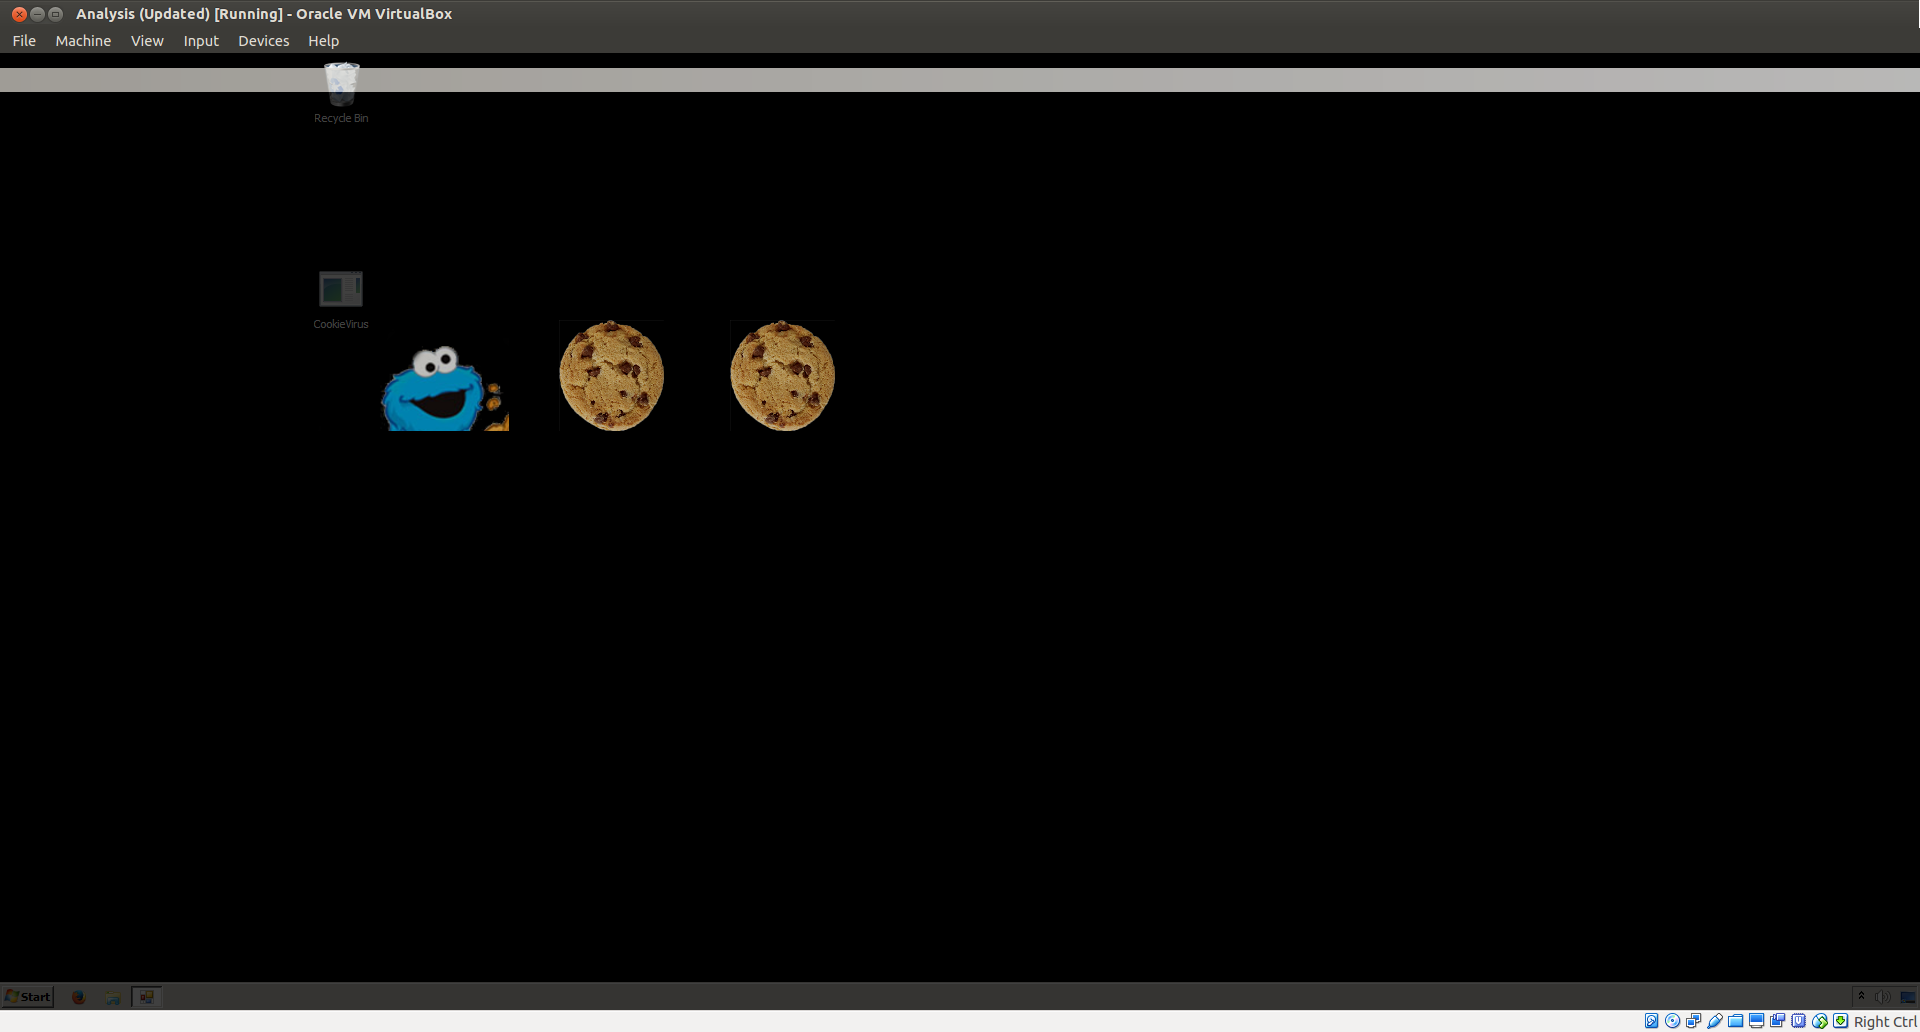 Analysis (Updated) [Running] - Oracle VM VirtualBox
File Machine View Input Devices Help
Recycle Bin
CookieVirus
Start
Right Ctrl